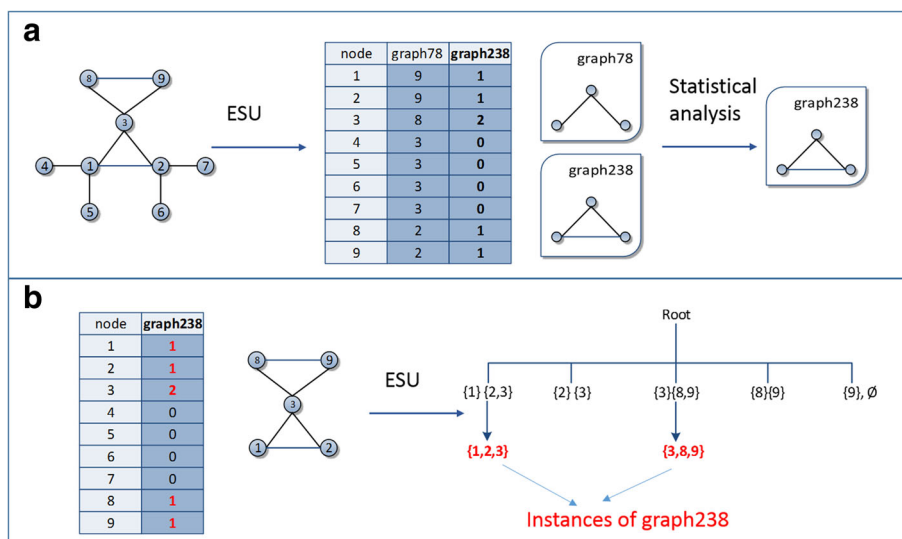 a
8 9
3
4 1 2 7
5 6
ESU
node graph78 graph238
1 9 1
2 9 1
3 8 2
4 3 0
5 3 0
6 3 0
7 3 0
8 2 1
9 2 1
graph78
graph238
Statistical
analysis
graph238
b
node graph238
1 1
2 1
3 2
4 0
5 0
6 0
7 0
8 1
9 1
8 9
3
1 2
ESU
Root
{1} {2,3} {2} {3} {3}{8,9} {8}{9} {9}, Ø
{1,2,3} {3,8,9}
Instances of graph238